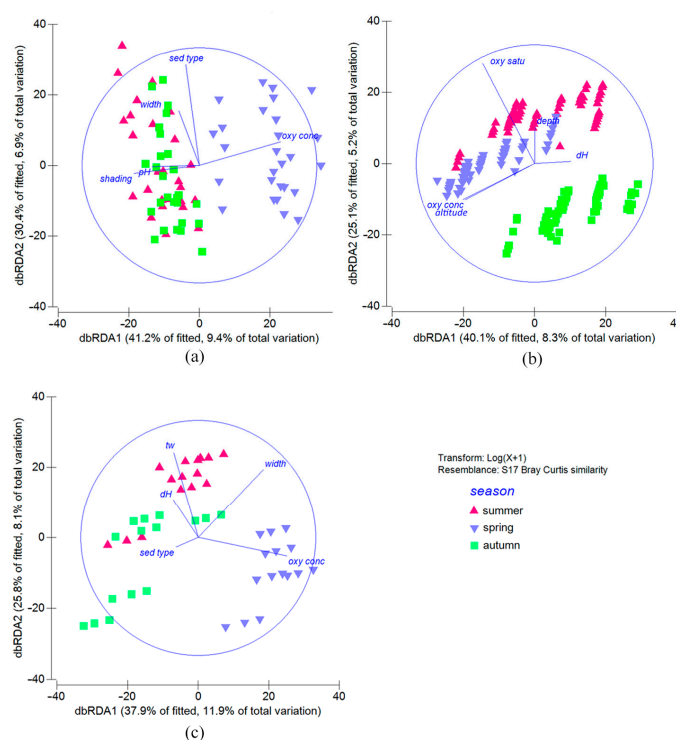 (a)
dbRDA2 (30.4% of fitted, 6.9% of total variation)
40
20
0
−20
−40
sed type
width
oxy conc
pH
shading
−40
−20
0
20
40
dbRDA1 (41.2% of fitted, 9.4% of total variation)
(a)
(b)
dbRDA2 (25.1% of fitted, 5.2% of total variation)
40
20
0
−20
−40
oxy satu
depth
dH
oxy conc
altitude
−40
−20
0
20
40
dbRDA1 (40.1% of fitted, 8.3% of total variation)
(b)
(c)
dbRDA2 (25.8% of fitted, 8.1% of total variation)
40
20
0
−20
−40
tw
width
dH
sed type
oxy conc
−40
−20
0
20
40
dbRDA1 (37.9% of fitted, 11.9% of total variation)
(c)
Transform: Log(X+1)
Resemblance: S17 Bray Curtis similarity
season
summer
spring
autumn